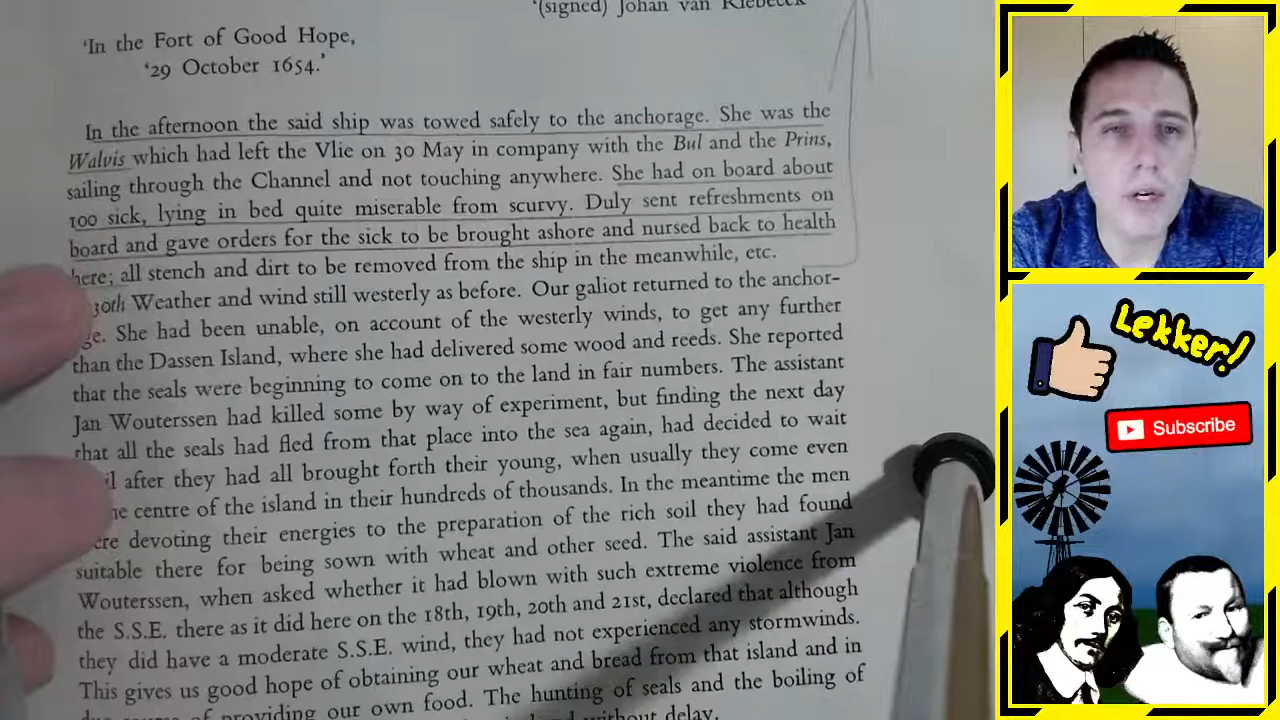 '(signed) Johan van Riebeeck
'In the Fort of Good Hope,
'29 October 1654.'
In the afternoon the said ship was towed safely to the anchorage. She was the
Walvis which had left the Vlie on 30 May in company with the Bul and the Prins,
sailing through the Channel and not touching anywhere. She had on board about
100 sick, lying in bed quite miserable from scurvy. Duly sent refreshments on
board and gave orders for the sick to be brought ashore and nursed back to health
here; all stench and dirt to be removed from the ship in the meanwhile, etc.
30th Weather and wind still westerly as before. Our galiot returned to the anchor-
ge. She had been unable, on account of the westerly winds, to get any further
than the Dassen Island, where she had delivered some wood and reeds. She reported
that the seals were beginning to come on to the land in fair numbers. The assistant
Jan Wouterssen had killed some by way of experiment, but finding the next day
that all the seals had fled from that place into the sea again, had decided to wait
il after they had all brought forth their young, when usually they come even
he centre of the island in their hundreds of thousands. In the meantime the men
ere devoting their energies to the preparation of the rich soil they had found
suitable there for being sown with wheat and other seed. The said assistant Jan
Wouterssen, when asked whether it had blown with such extreme violence from
the S.S.E. there as it did here on the 18th, 19th, 20th and 21st, declared that although
they did have a moderate S.S.E. wind, they had not experienced any stormwinds.
This gives us good hope of obtaining our wheat and bread from that island and in
course of providing our own food. The hunting of seals and the boiling of
without delay.
Lekker!
Subscribe